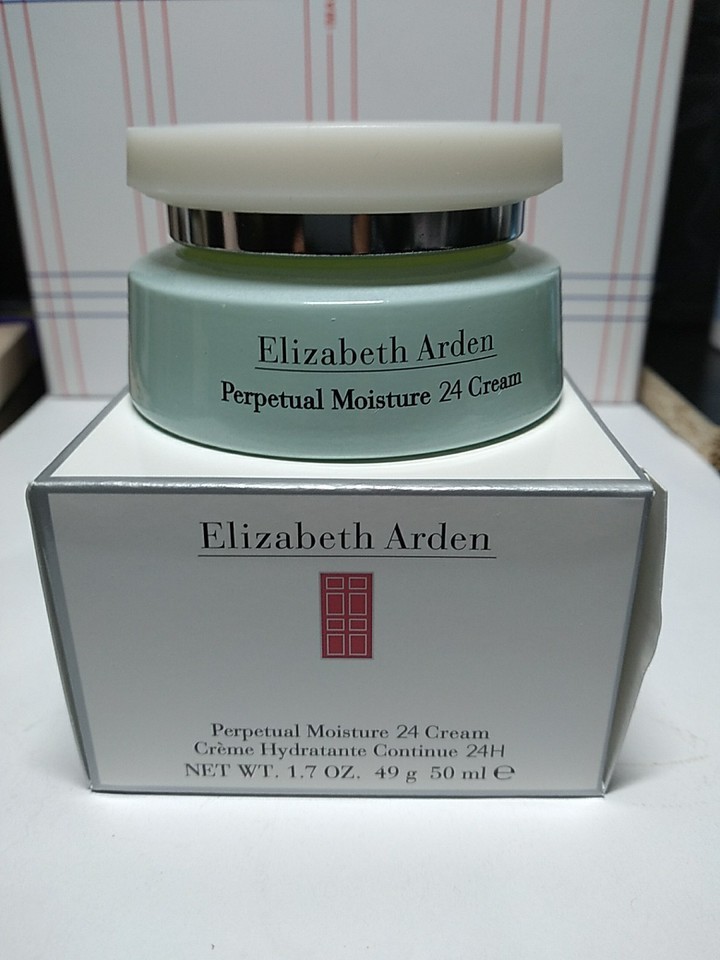 Elizabeth Arden
Perpetual Moisture 24 Cream
Elizabeth Arden
Perpetual Moisture 24 Cream
Crème Hydratante Continue 24H
NET WT. 1.7 OZ. 49 g 50 ml ℮